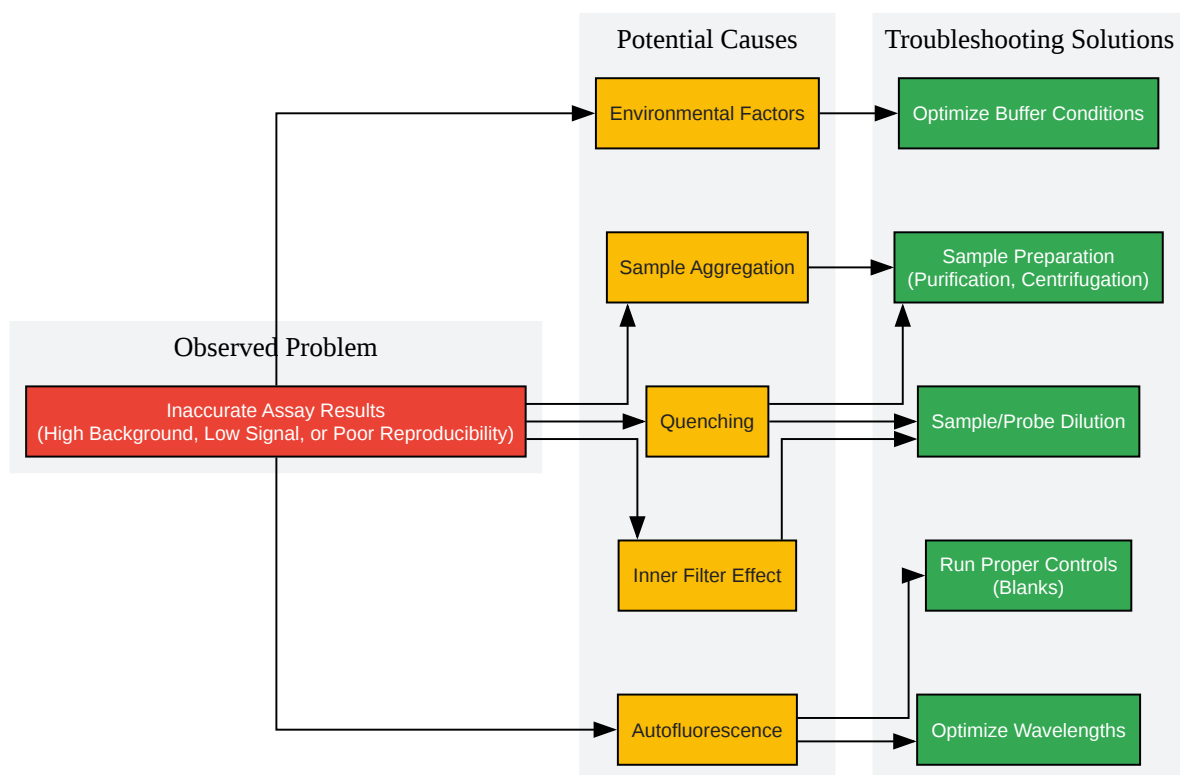 Potential Causes
Troubleshooting Solutions
Environmental Factors
Optimize Buffer Conditions
Sample Aggregation
Sample Preparation
(Purification, Centrifugation)
Observed Problem
Inaccurate Assay Results
(High Background, Low Signal, or Poor Reproducibility)
Quenching
Sample/Probe Dilution
Inner Filter Effect
Run Proper Controls
(Blanks)
Autofluorescence
Optimize Wavelengths